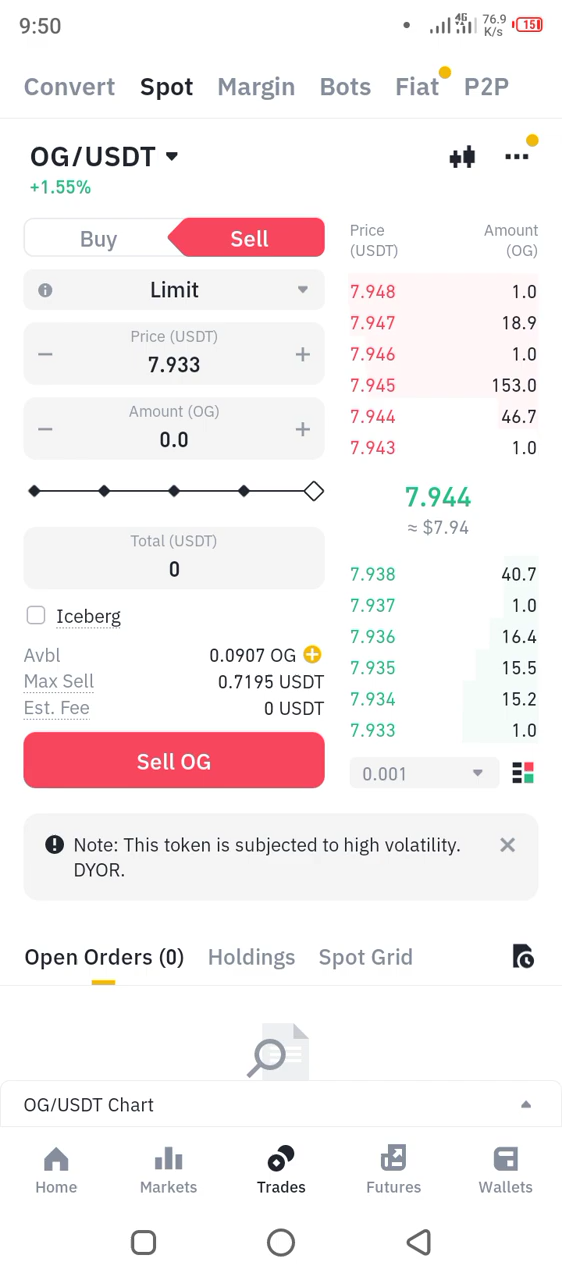 9:50
4G
76.9
K/s
15
Convert Spot Margin Bots Fiat P2P
OG/USDT
+1.55%
Buy Sell
Limit
Price (USDT)
7.933
Amount (OG)
0.0
Total (USDT)
0
Iceberg
Avbl 0.0907 OG
Max Sell 0.7195 USDT
Est. Fee 0 USDT
Sell OG
Price Amount
(USDT) (OG)
7.948 1.0
7.947 18.9
7.946 1.0
7.945 153.0
7.944 46.7
7.943 1.0
7.944
≈ $7.94
7.938 40.7
7.937 1.0
7.936 16.4
7.935 15.5
7.934 15.2
7.933 1.0
0.001
Note: This token is subjected to high volatility.
DYOR.
Open Orders (0) Holdings Spot Grid
OG/USDT Chart
Home Markets Trades Futures Wallets